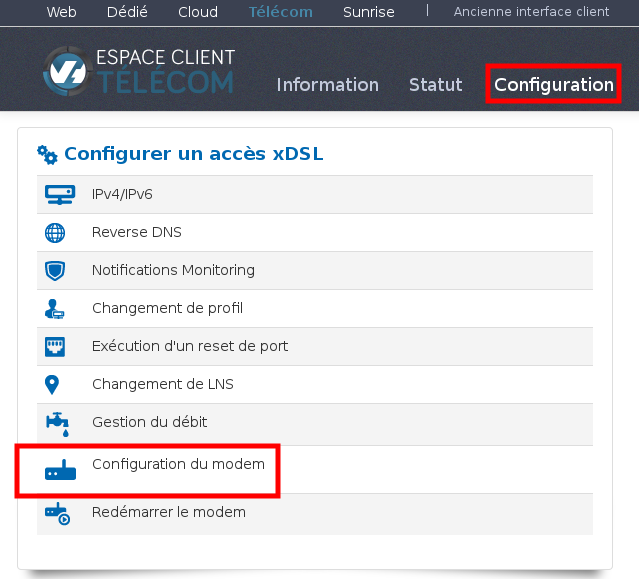 Web Dédié Cloud Télécom Sunrise | Ancienne interface client
ESPACE CLIENT
TÉLÉCOM
Information Statut Configuration
Configurer un accès xDSL
IPv4/IPv6
Reverse DNS
Notifications Monitoring
Changement de profil
Exécution d'un reset de port
Changement de LNS
Gestion du débit
Configuration du modem
Redémarrer le modem